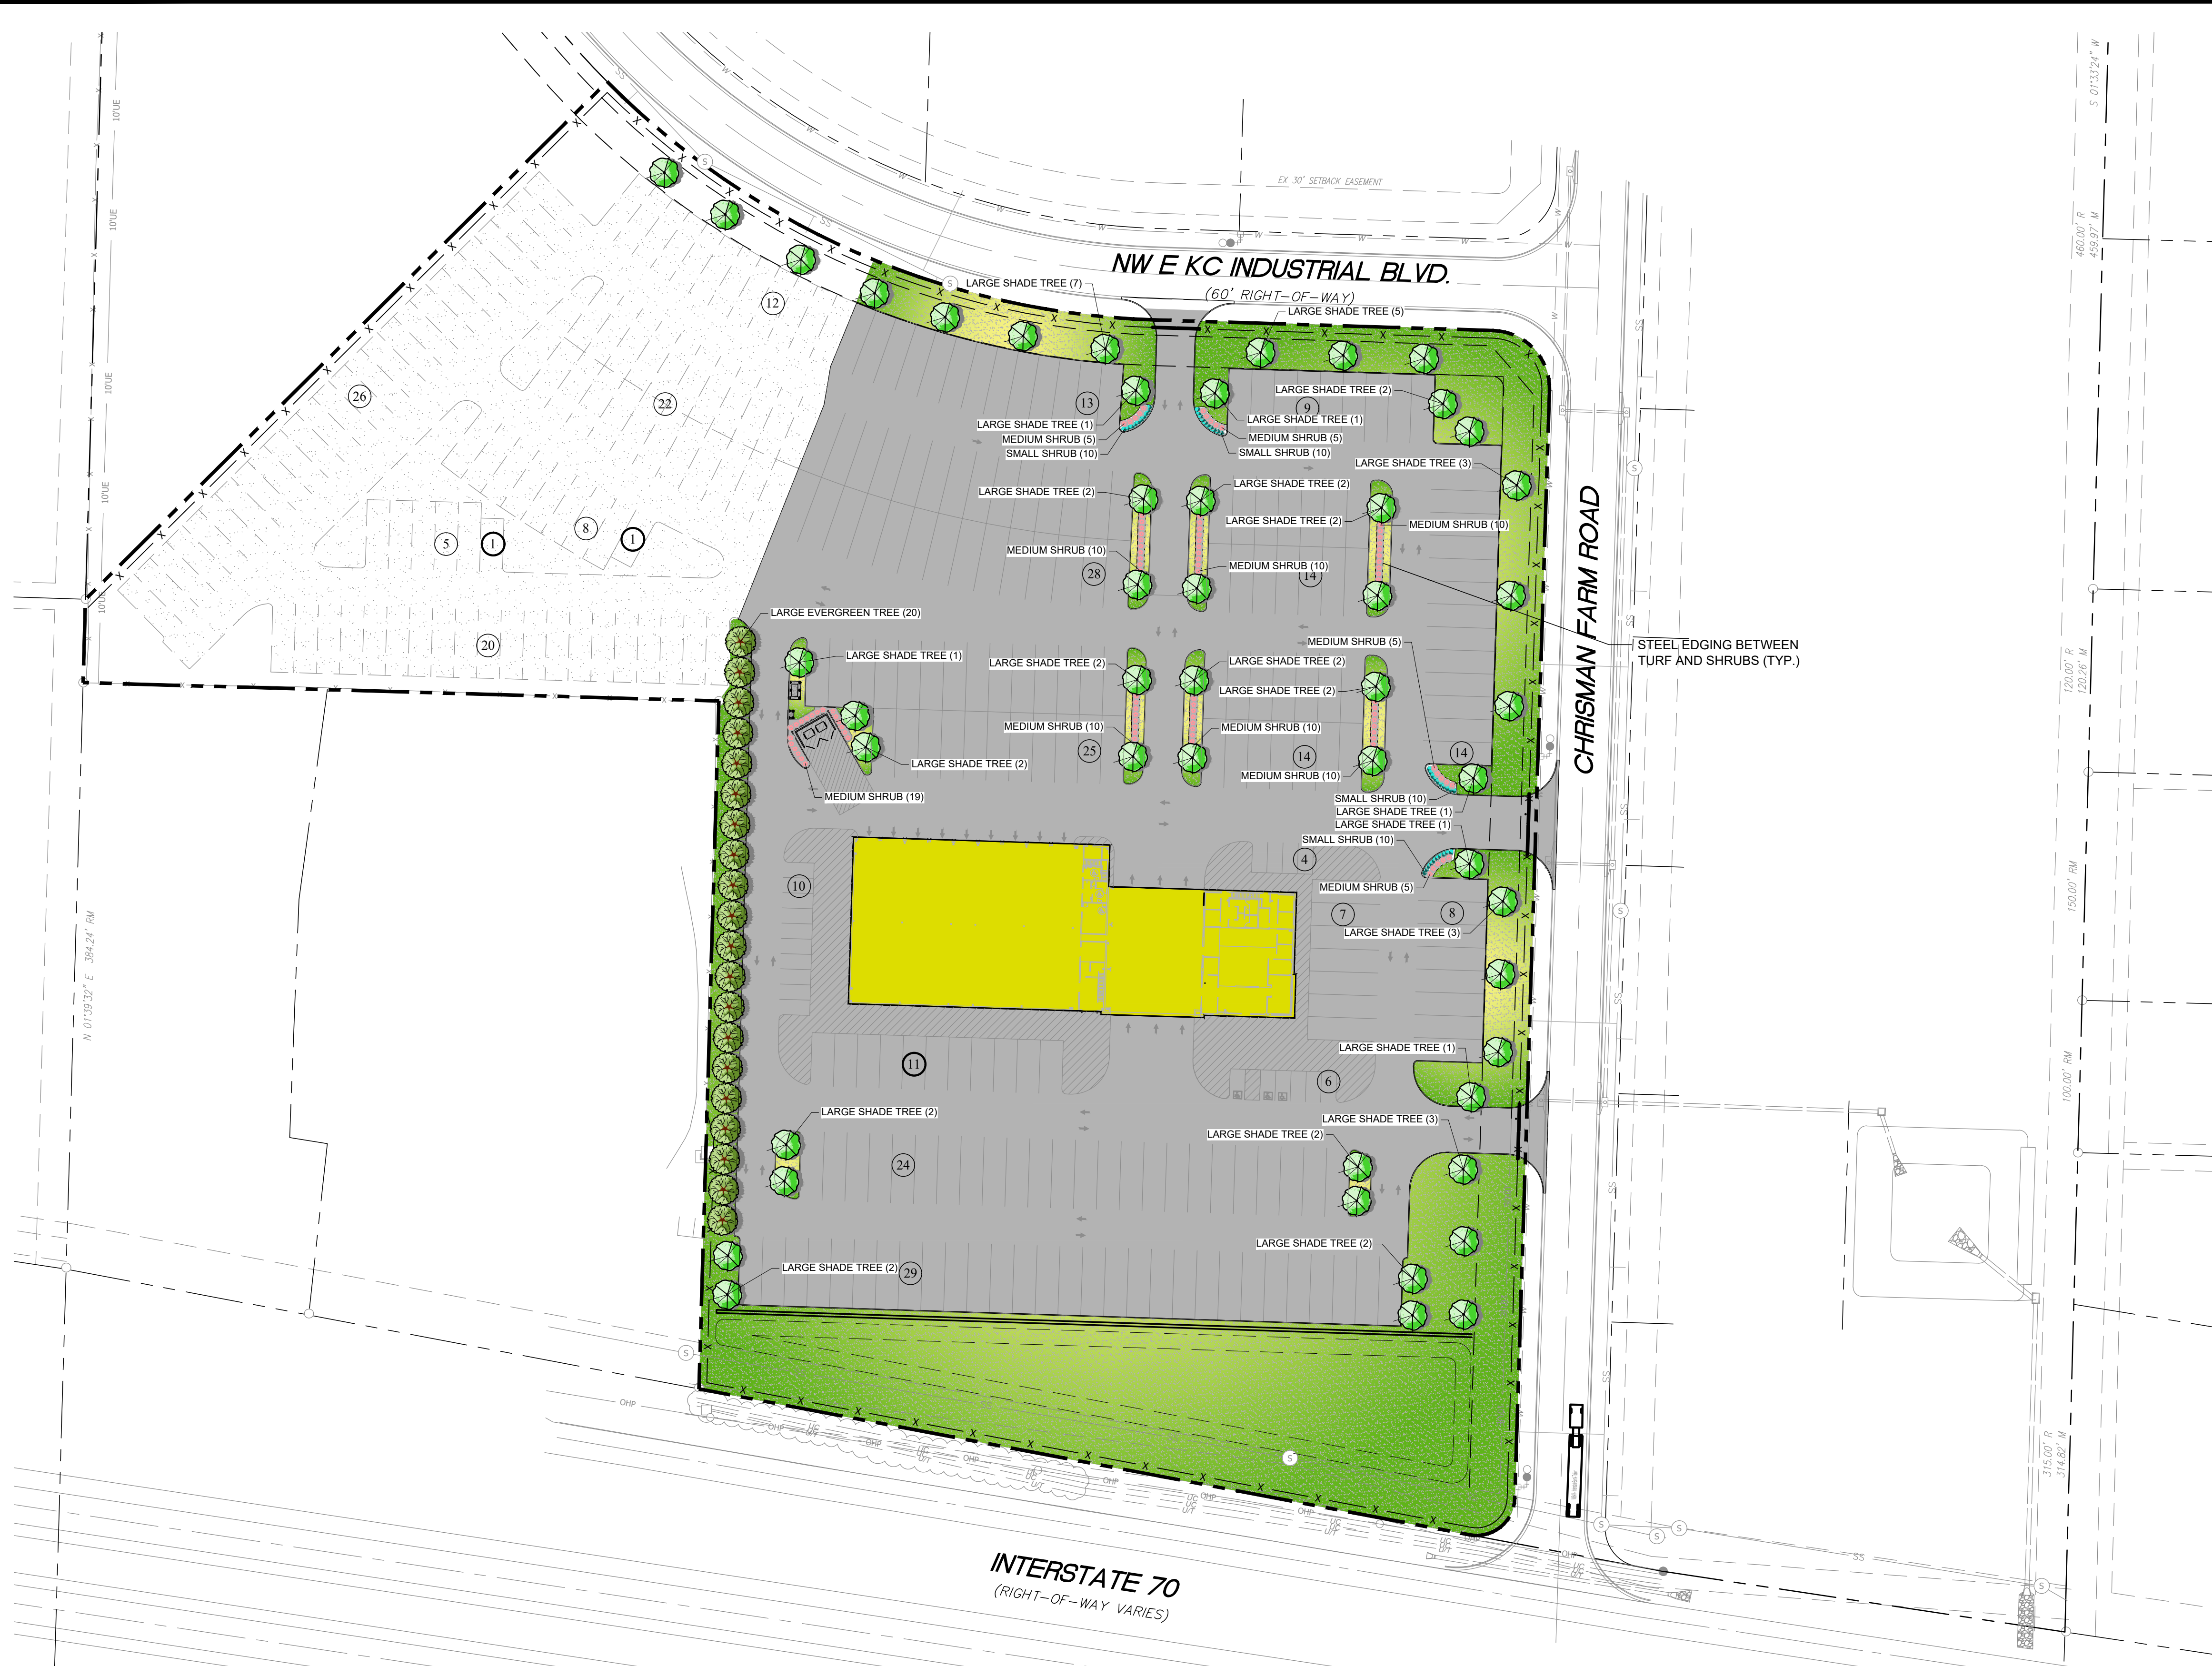 S 01°33'24" W
10'UE
SS
W
EX 30' SETBACK EASEMENT
460.00' R
459.97' M
10'UE
NW E KC INDUSTRIAL BLVD.
(60' RIGHT-OF-WAY)
LARGE SHADE TREE (7)
LARGE SHADE TREE (5)
12
10'UE
26
22
13
9
LARGE SHADE TREE (2)
LARGE SHADE TREE (1)
LARGE SHADE TREE (1)
MEDIUM SHRUB (5)
MEDIUM SHRUB (5)
SMALL SHRUB (10)
SMALL SHRUB (10)
LARGE SHADE TREE (3)
10'UE
LARGE SHADE TREE (2)
LARGE SHADE TREE (2)
LARGE SHADE TREE (2)
MEDIUM SHRUB (10)
5
1
8
1
MEDIUM SHRUB (10)
MEDIUM SHRUB (10)
28
14
10'UE
CHRISMAN FARM ROAD
LARGE EVERGREEN TREE (20)
20
MEDIUM SHRUB (5)
STEEL EDGING BETWEEN
TURF AND SHRUBS (TYP.)
120.00' R
120.26' M
LARGE SHADE TREE (1)
LARGE SHADE TREE (2)
LARGE SHADE TREE (2)
LARGE SHADE TREE (2)
MEDIUM SHRUB (10)
MEDIUM SHRUB (10)
25
14
14
LARGE SHADE TREE (2)
MEDIUM SHRUB (10)
MEDIUM SHRUB (19)
SMALL SHRUB (10)
LARGE SHADE TREE (1)
LARGE SHADE TREE (1)
SMALL SHRUB (10)
4
MEDIUM SHRUB (5)
10
7
8
LARGE SHADE TREE (3)
150.00' RM
N 01°39'32" E 384.24' RM
LARGE SHADE TREE (1)
11
6
100.00' RM
LARGE SHADE TREE (2)
LARGE SHADE TREE (3)
LARGE SHADE TREE (2)
24
LARGE SHADE TREE (2)
LARGE SHADE TREE (2)
29
S
OHP
UC
U/T
315.00' R
314.82' M
INTERSTATE 70
(RIGHT-OF-WAY VARIES)
SS